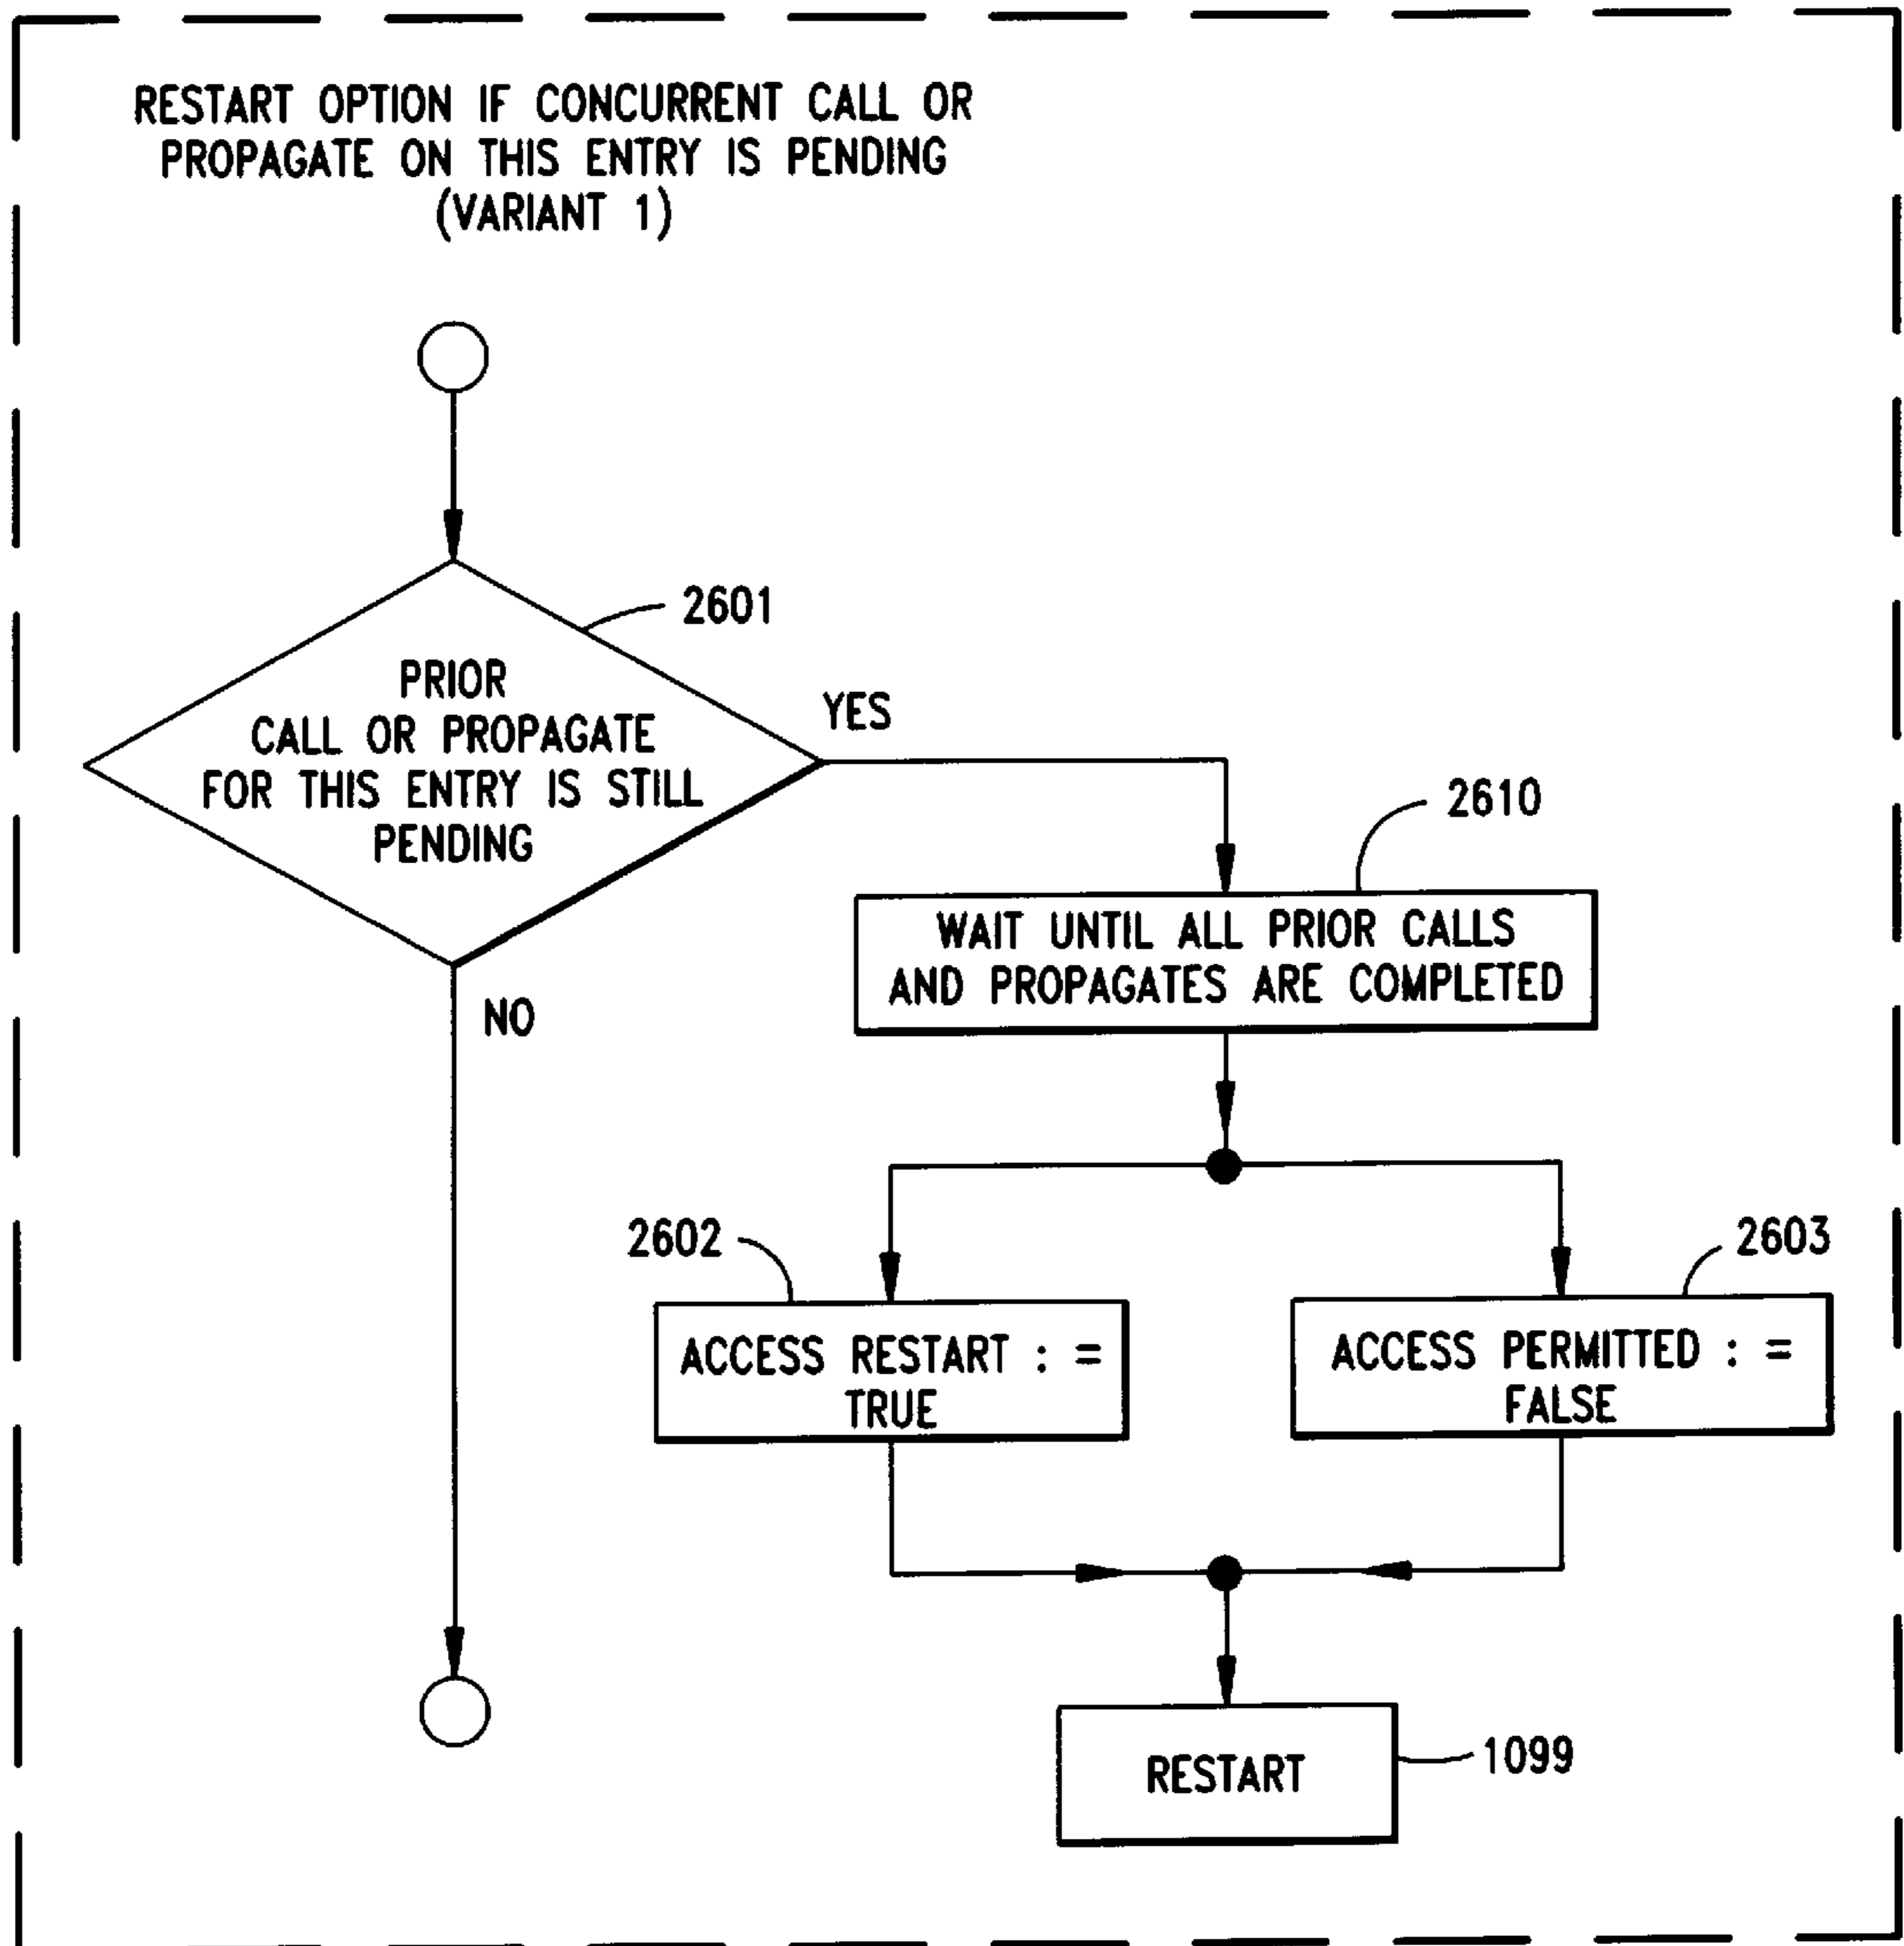 RESTART OPTION IF CONCURRENT CALL OR
PROPAGATE ON THIS ENTRY IS PENDING
(VARIANT 1)
2601
PRIOR
CALL OR PROPAGATE
FOR THIS ENTRY IS STILL
PENDING
YES
NO
2610
WAIT UNTIL ALL PRIOR CALLS
AND PROPAGATES ARE COMPLETED
2602
ACCESS RESTART : =
TRUE
2603
ACCESS PERMITTED : =
FALSE
RESTART
1099